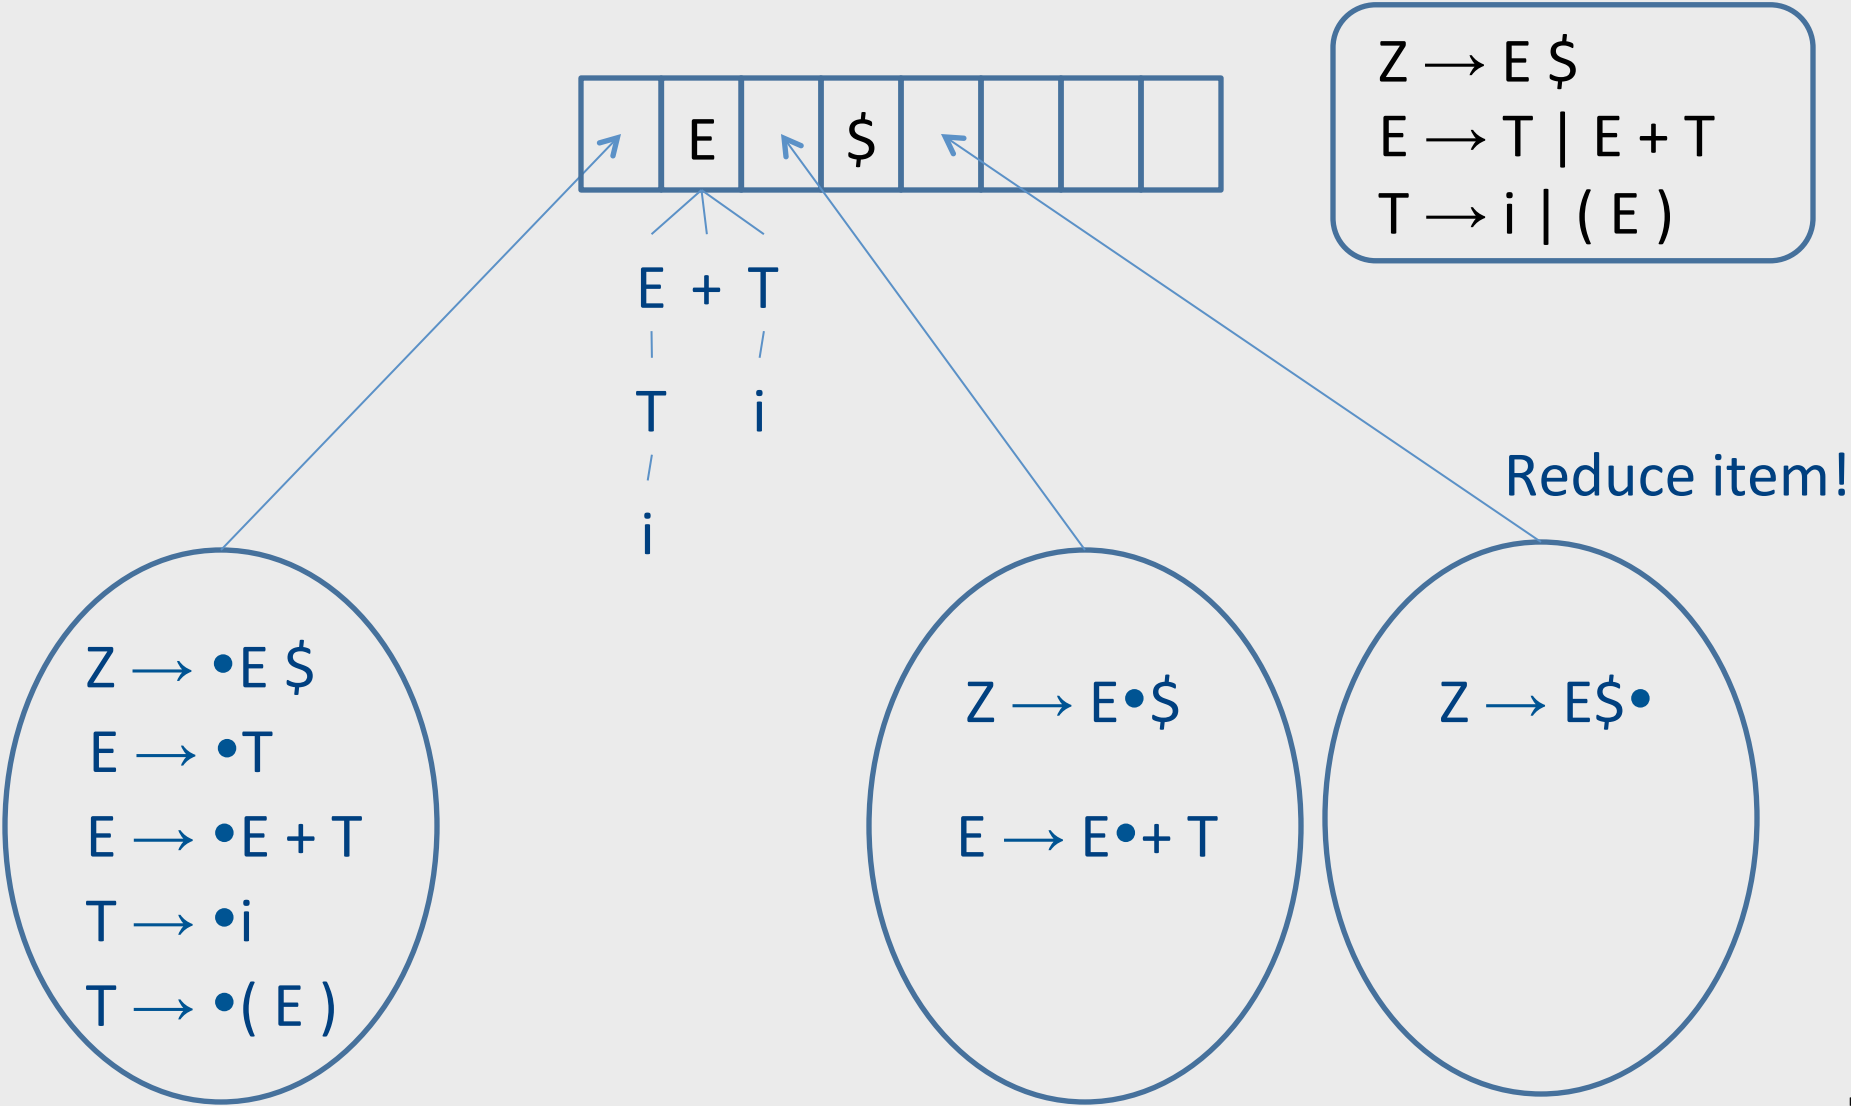 Z → E $
E → T | E + T
T → i | ( E )
E $
E + T
T i
i
Reduce item!
Z → •E $
E → •T
E → •E + T
T → •i
T → •( E )
Z → E•$
E → E•+ T
Z → E$•